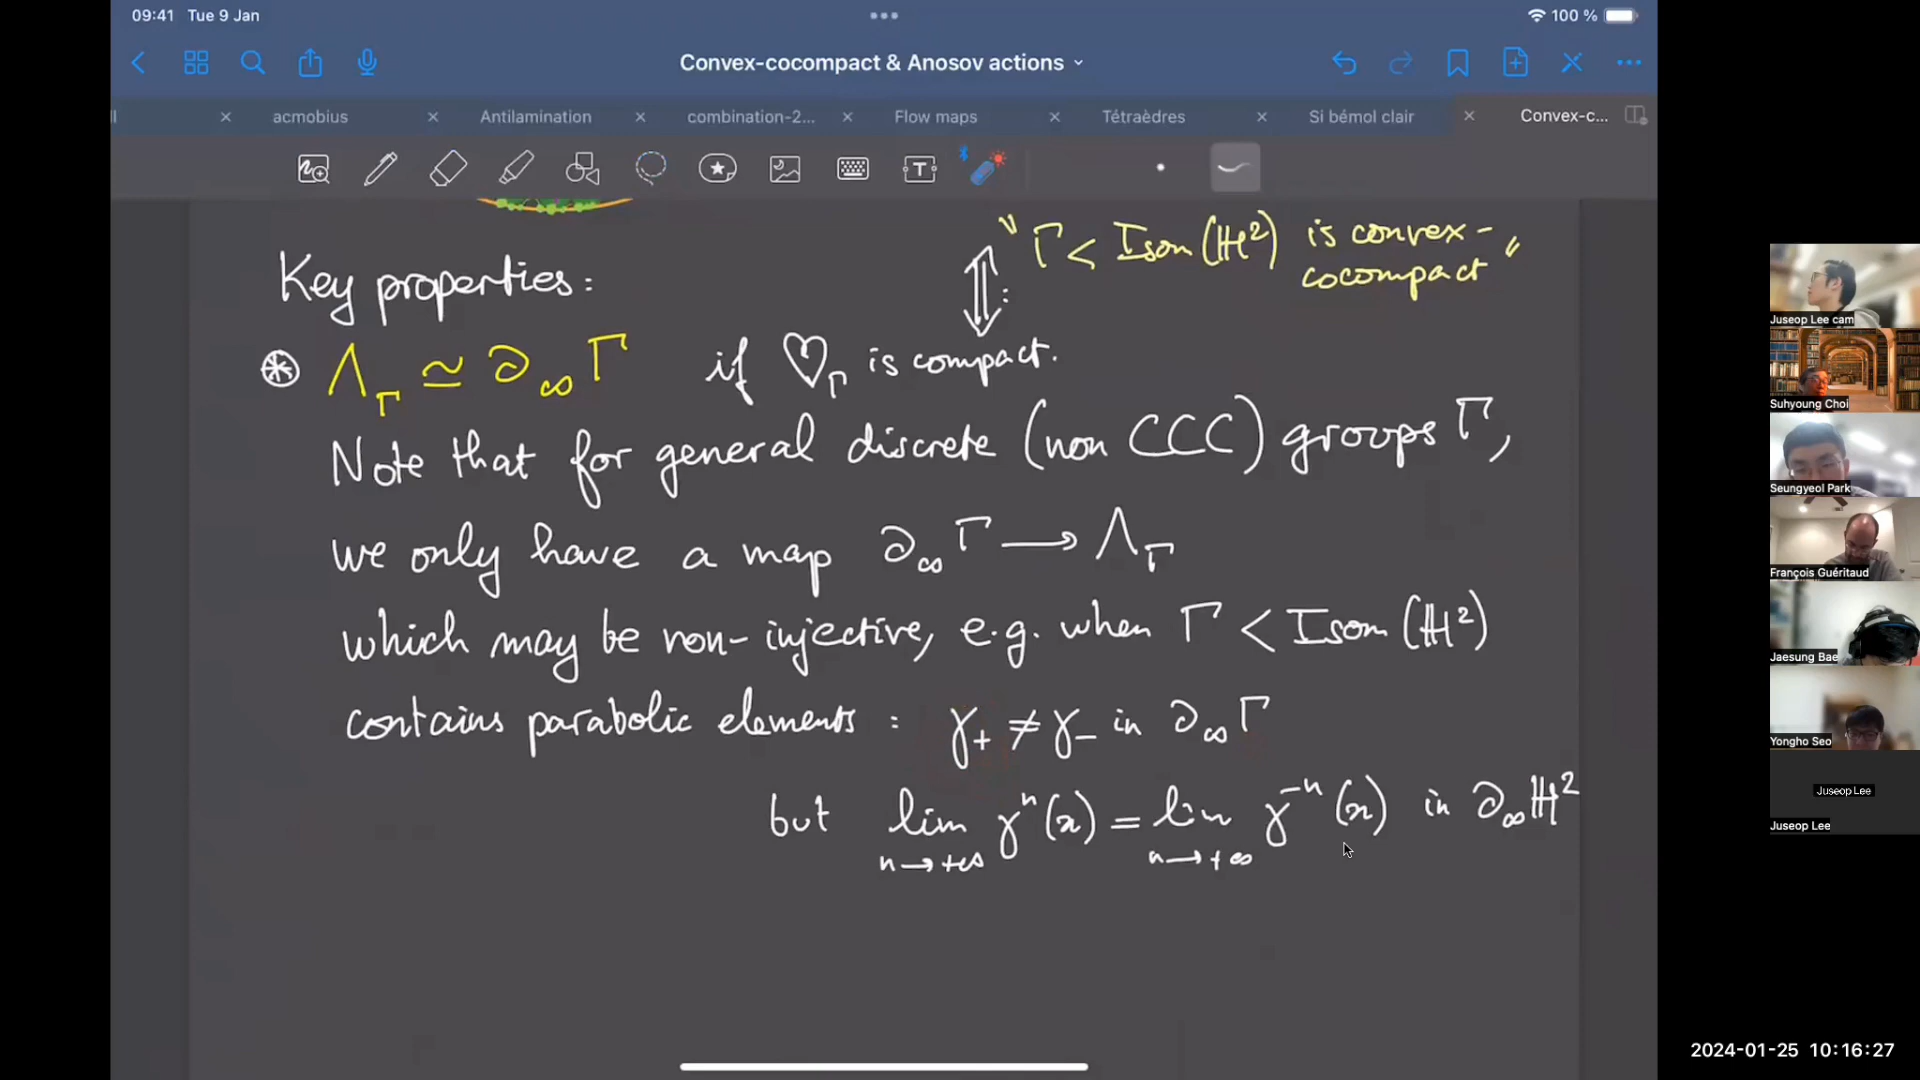 09:41 Tue 9 Jan
100 %
Convex-cocompact & Anosov actions
acmobius
Antilamination
combination-2...
Flow maps
Tétraèdres
Si bémol clair
Convex-c...
"Γ < Isom(ℍ²) is convex-
cocompact"
Key properties:
⊛ Λ_Γ ≃ ∂_∞Γ if ♡_Γ is compact.
Note that for general discrete (non CCC) groups Γ,
we only have a map ∂_∞Γ → Λ_Γ
which may be non-injective, e.g. when Γ < Isom(ℍ²)
contains parabolic elements : γ₊ ≠ γ₋ in ∂_∞Γ
but lim_{n→+∞} γⁿ(x) = lim_{n→+∞} γ⁻ⁿ(x) in ∂_∞ℍ²
Juseop Lee cam
Suhyoung Choi
Seungyeol Park
François Guéritaud
Jaesung Bae
Yongho Seo
Juseop Lee
Juseop Lee
2024-01-25 10:16:27